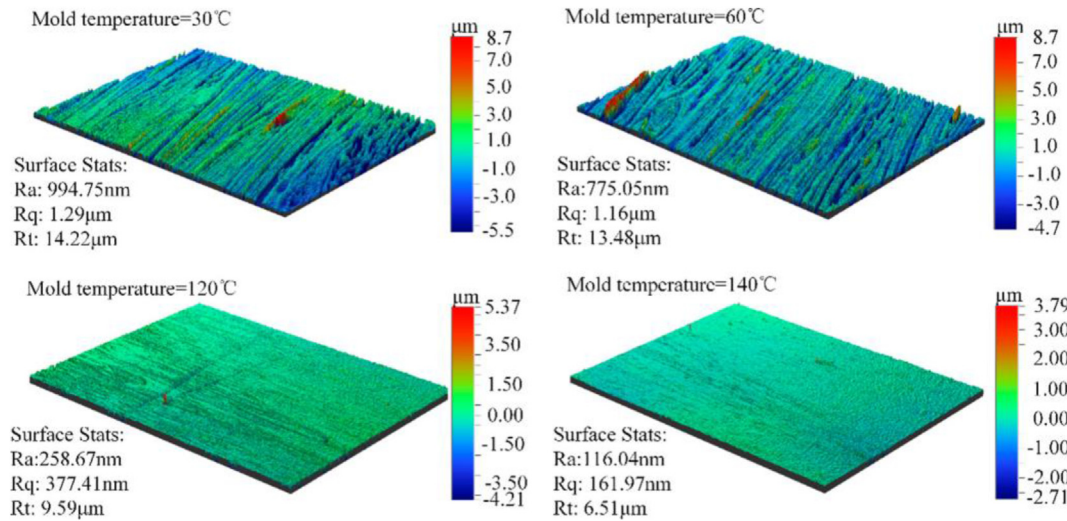 Mold temperature=30℃
μm
8.7
7.0
5.0
3.0
1.0
-1.0
-3.0
-5.5
Surface Stats:
Ra: 994.75nm
Rq: 1.29μm
Rt: 14.22μm
Mold temperature=60℃
μm
8.7
7.0
5.0
3.0
1.0
-1.0
-3.0
-4.7
Surface Stats:
Ra:775.05nm
Rq: 1.16μm
Rt: 13.48μm
Mold temperature=120℃
μm
5.37
3.50
1.50
0.00
-1.50
-3.50
-4.21
Surface Stats:
Ra:258.67nm
Rq: 377.41nm
Rt: 9.59μm
Mold temperature=140℃
μm
3.79
3.00
2.00
1.00
0.00
-1.00
-2.00
-2.71
Surface Stats:
Ra:116.04nm
Rq: 161.97nm
Rt: 6.51μm